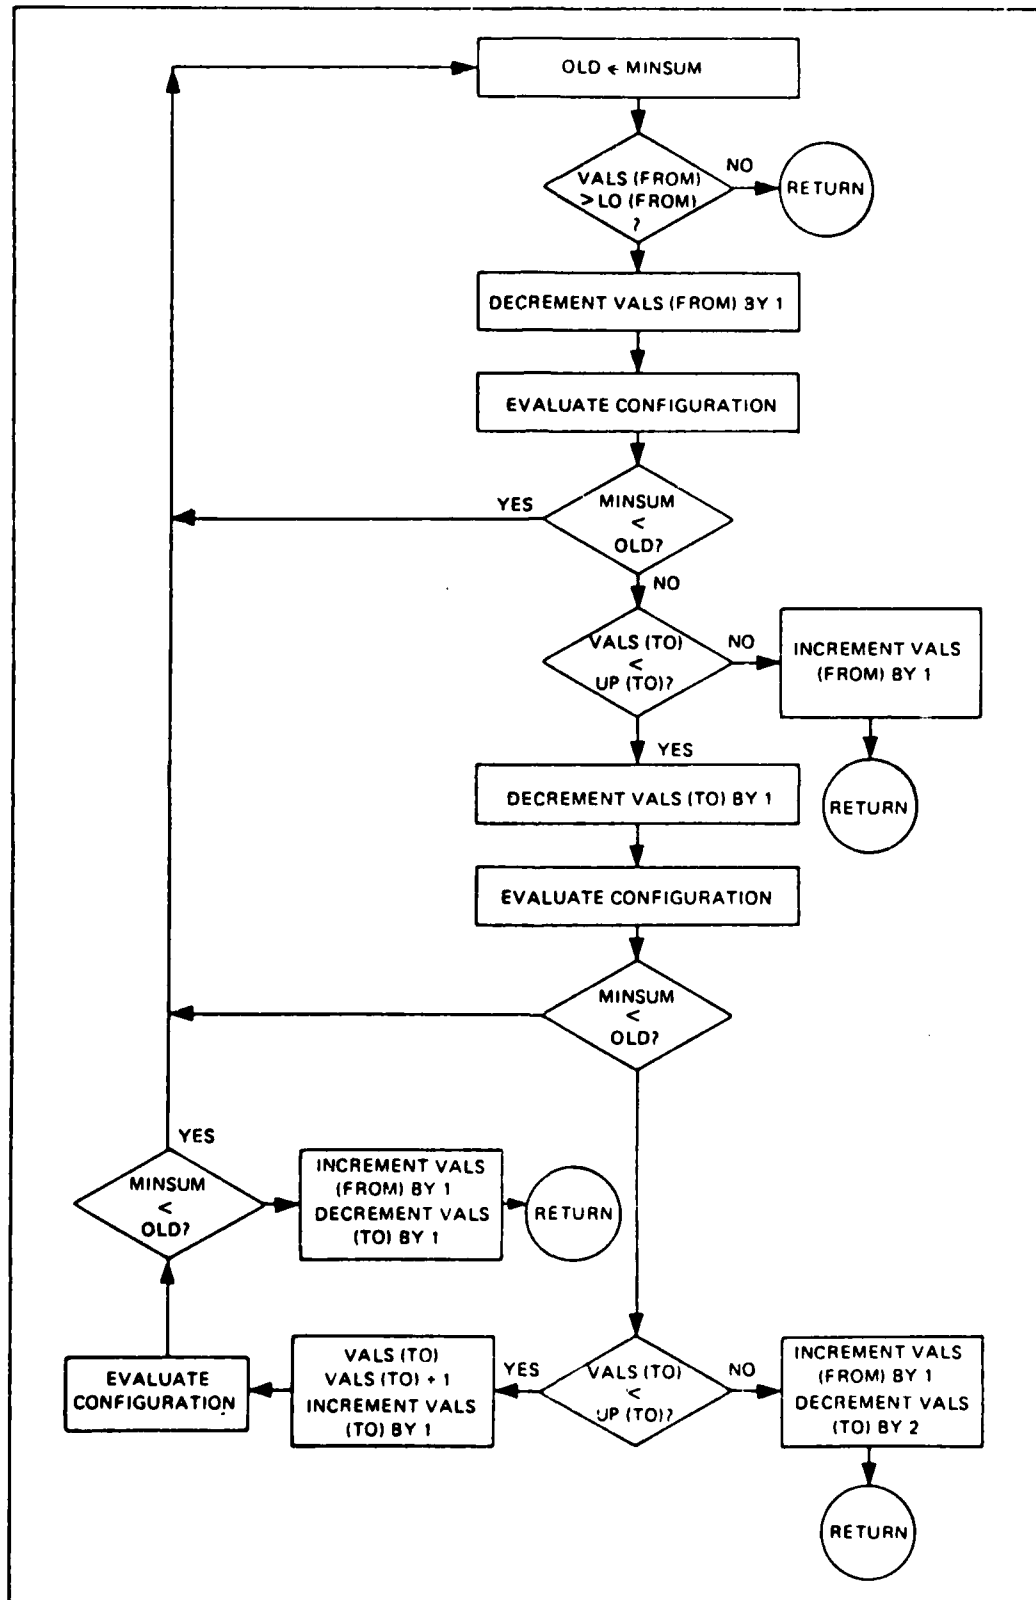 OLD ← MINSUM
VALS (FROM)
> LO (FROM)
?
NO
RETURN
DECREMENT VALS (FROM) BY 1
EVALUATE CONFIGURATION
MINSUM
<
OLD?
YES
NO
VALS (TO)
<
UP (TO)?
NO
INCREMENT VALS
(FROM) BY 1
RETURN
YES
DECREMENT VALS (TO) BY 1
EVALUATE CONFIGURATION
MINSUM
<
OLD?
YES
MINSUM
<
OLD?
INCREMENT VALS
(FROM) BY 1
DECREMENT VALS
(TO) BY 1
RETURN
EVALUATE
CONFIGURATION
VALS (TO)
VALS (TO) + 1
INCREMENT VALS
(TO) BY 1
YES
VALS (TO)
<
UP (TO)?
NO
INCREMENT VALS
(FROM) BY 1
DECREMENT VALS
(TO) BY 2
RETURN